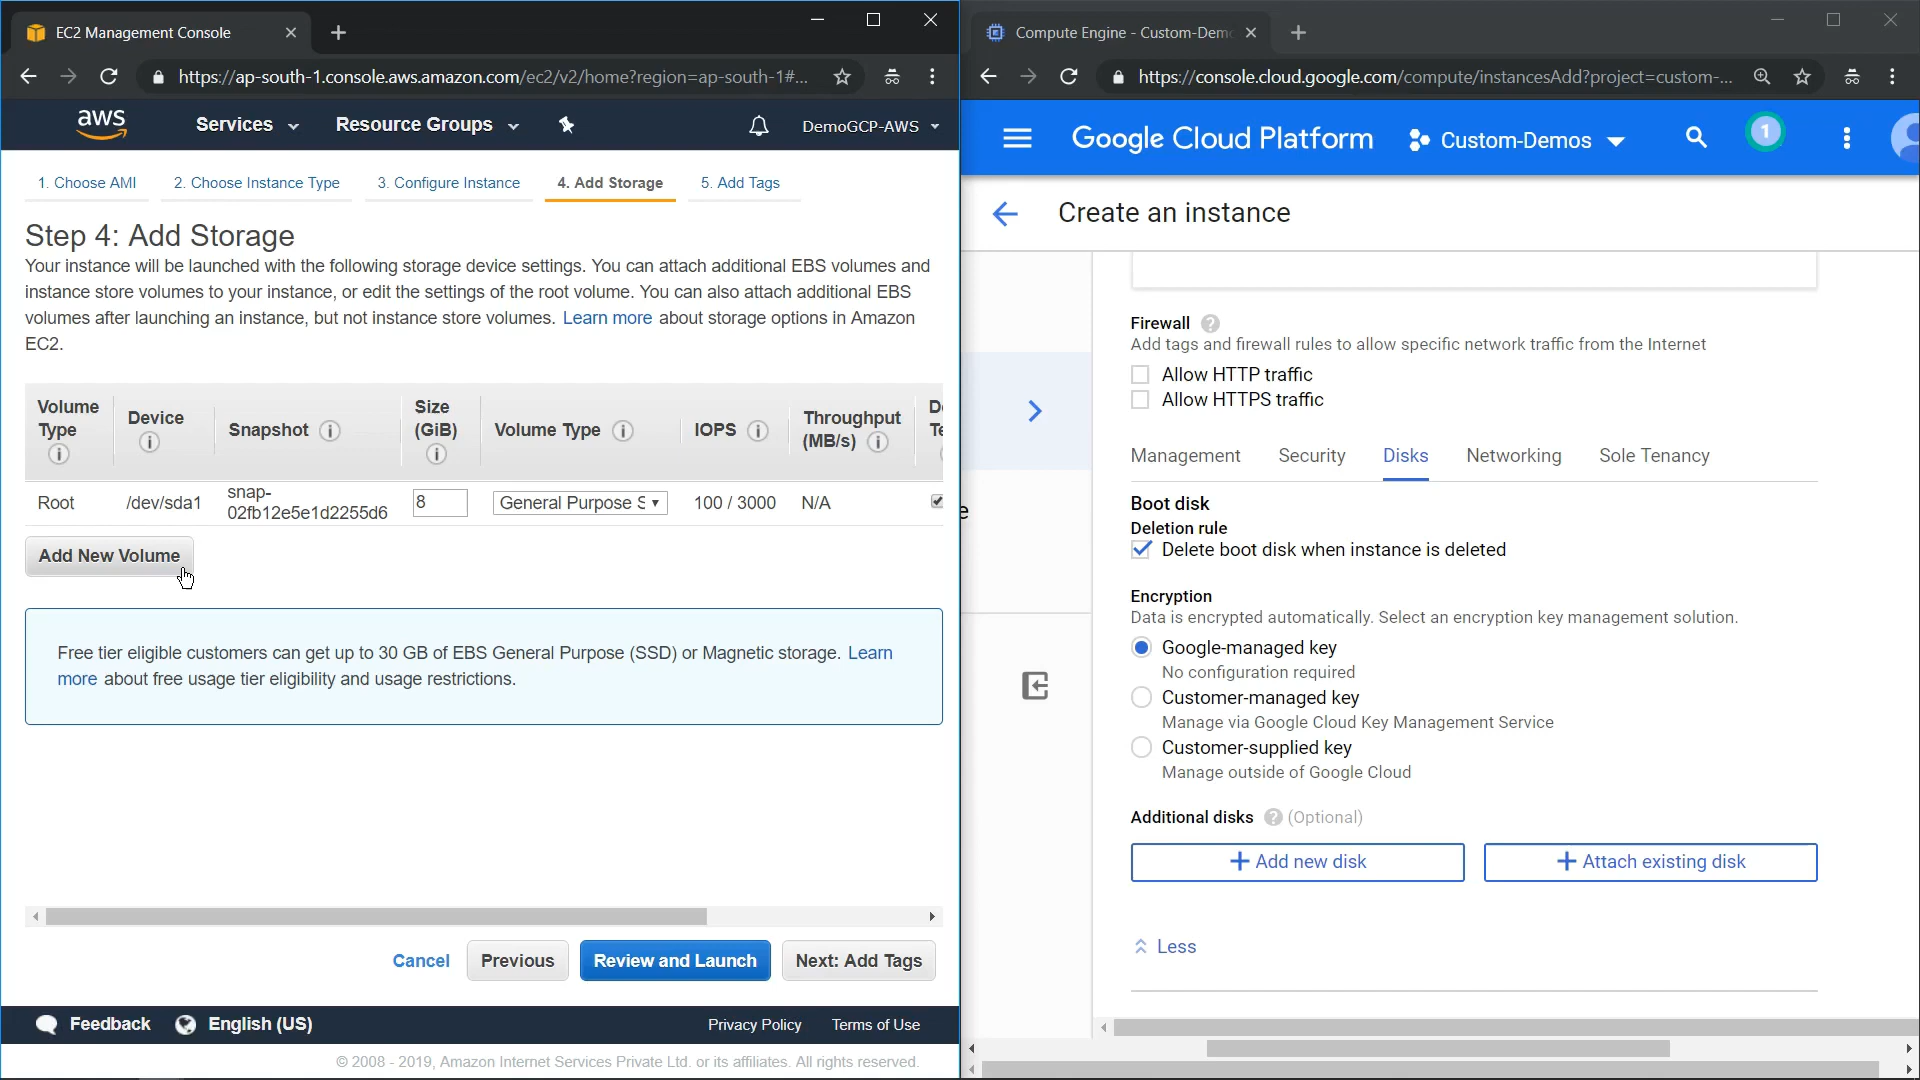 EC2 Management Console
https://ap-south-1.console.aws.amazon.com/ec2/v2/home?region=ap-south-1#...
aws
Services
Resource Groups
DemoGCP-AWS
1. Choose AMI
2. Choose Instance Type
3. Configure Instance
4. Add Storage
5. Add Tags
Step 4: Add Storage
Your instance will be launched with the following storage device settings. You can attach additional EBS volumes and
instance store volumes to your instance, or edit the settings of the root volume. You can also attach additional EBS
volumes after launching an instance, but not instance store volumes. Learn more about storage options in Amazon
EC2.
Volume
Type
Device
Snapshot
Size
(GiB)
Volume Type
IOPS
Throughput
(MB/s)
Root
/dev/sda1
snap-
02fb12e5e1d2255d6
8
General Purpose S
100 / 3000
N/A
Add New Volume
Free tier eligible customers can get up to 30 GB of EBS General Purpose (SSD) or Magnetic storage. Learn
more about free usage tier eligibility and usage restrictions.
Cancel
Previous
Review and Launch
Next: Add Tags
Feedback
English (US)
Privacy Policy
Terms of Use
© 2008 - 2019, Amazon Internet Services Private Ltd. or its affiliates. All rights reserved.
Compute Engine - Custom-Dem
https://console.cloud.google.com/compute/instancesAdd?project=custom-...
Google Cloud Platform
Custom-Demos
1
Create an instance
Firewall
Add tags and firewall rules to allow specific network traffic from the Internet
Allow HTTP traffic
Allow HTTPS traffic
Management
Security
Disks
Networking
Sole Tenancy
Boot disk
Deletion rule
Delete boot disk when instance is deleted
Encryption
Data is encrypted automatically. Select an encryption key management solution.
Google-managed key
No configuration required
Customer-managed key
Manage via Google Cloud Key Management Service
Customer-supplied key
Manage outside of Google Cloud
Additional disks (Optional)
+ Add new disk
+ Attach existing disk
Less